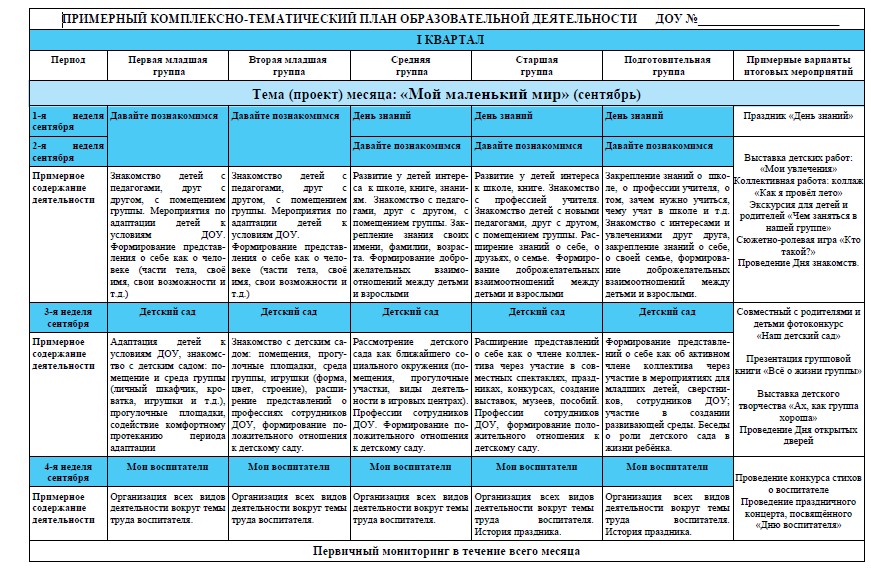 ПРИМЕРНЫЙ КОМПЛЕКСНО-ТЕМАТИЧЕСКИЙ ПЛАН ОБРАЗОВАТЕЛЬНОЙ ДЕЯТЕЛЬНОСТИ ДОУ №____________________
I КВАРТАЛ
Период
Первая младшая
группа
Вторая младшая
группа
Средняя
группа
Старшая
группа
Подготовительная
группа
Примерные варианты
итоговых мероприятий
Тема (проект) месяца: «Мой маленький мир» (сентябрь)
1-я неделя
сентября
Давайте познакомимся
Давайте познакомимся
День знаний
День знаний
День знаний
Праздник «День знаний»
2-я неделя
сентября
Давайте познакомимся
Давайте познакомимся
Давайте познакомимся
Примерное
содержание
деятельности
Знакомство детей с
педагогами, друг с
другом, с помещением
группы. Мероприятия по
адаптации детей к
условиям ДОУ.
Формирование представ-
ления о себе как о чело-
веке (части тела, своё
имя, свои возможности и
т.д.)
Знакомство детей с
педагогами, друг с
другом, с помещением
группы. Мероприятия по
адаптации детей к
условиям ДОУ.
Формирование представ-
ления о себе как о чело-
веке (части тела, своё
имя, свои возможности и
т.д.)
Развитие у детей интере-
са к школе, книге, знани-
ям. Знакомство с педаго-
гами, друг с другом, с
помещением группы. За-
крепление знания своих
имени, фамилии, возрас-
та. Формирование добро-
желательных взаимо-
отношений между детьми
и взрослыми
Развитие у детей интереса
к школе, книге. Знакомство
с профессией учителя.
Знакомство детей с новыми
педагогами, друг с другом,
с помещением группы. Рас-
ширение знаний о себе, о
друзьях, о семье. Формиро-
вание доброжелательных
взаимоотношений между
детьми и взрослыми
Закрепление знаний о шко-
ле, о профессии учителя, о
том, зачем нужно учиться,
чему учат в школе и т.д.
Знакомство с интересами и
увлечениями друг друга,
закрепление знаний о себе,
о своей семье, формирова-
ние доброжелательных
взаимоотношений между
детьми и взрослыми.
Выставка детских работ:
«Мои увлечения»
Коллективная работа: коллаж
«Как я провёл лето»
Экскурсия для детей и
родителей «Чем заняться в
нашей группе»
Сюжетно-ролевая игра «Кто
такой?»
Проведение Дня знакомств.
3-я неделя
сентября
Детский сад
Детский сад
Детский сад
Детский сад
Детский сад
Примерное
содержание
деятельности
Адаптация детей к
условиям ДОУ, знакомс-
тво с детским садом: по-
мещение и среда группы
(личный шкафчик, кро-
ватка, игрушки и т.д.),
прогулочные площадки,
содействие комфортному
протеканию периода
адаптации
Знакомство с детским са-
дом: помещения, прогу-
лочные площадки, среда
группы, игрушки (форма,
цвет, строение), расши-
рение представлений о
профессиях сотрудников
ДОУ, формирование по-
ложительного отношения
к детскому саду.
Рассмотрение детского
сада как ближайшего со-
циального окружения (по-
мещения, прогулочные
участки, виды деятель-
ности в игровых центрах).
Профессии сотрудников
ДОУ. Формирование по-
ложительного отношения
к детскому саду.
Расширение представлений
о себе как о члене коллек-
тива через участие в сов-
местных спектаклях, празд-
никах, конкурсах, создание
выставок, музеев, пособий.
Профессии сотрудников
ДОУ, формирование поло-
жительного отношения к
детскому саду.
Формирование представле-
ний о себе как об активном
члене коллектива через
участие в мероприятиях для
младших детей, сверстни-
ков, сотрудников ДОУ;
участие в создании
развивающей среды. Беседы
о роли детского сада в
жизни ребёнка.
Совместный с родителями и
детьми фотоконкурс
«Наш детский сад»
Презентация групповой
книги «Всё о жизни группы»
Выставка детского
творчества «Ах, как группа
хороша»
Проведение Дня открытых
дверей
4-я неделя
сентября
Мои воспитатели
Мои воспитатели
Мои воспитатели
Мои воспитатели
Мои воспитатели
Примерное
содержание
деятельности
Организация всех видов
деятельности вокруг темы
труда воспитателя.
Организация всех видов
деятельности вокруг темы
труда воспитателя.
Организация всех видов
деятельности вокруг темы
труда воспитателя.
Организация всех видов
деятельности вокруг темы
труда воспитателя.
История праздника.
Организация всех видов
деятельности вокруг темы
труда воспитателя.
История праздника.
Проведение конкурса стихов
о воспитателе
Проведение праздничного
концерта, посвящённого
«Дню воспитателя»
Первичный мониторинг в течение всего месяца